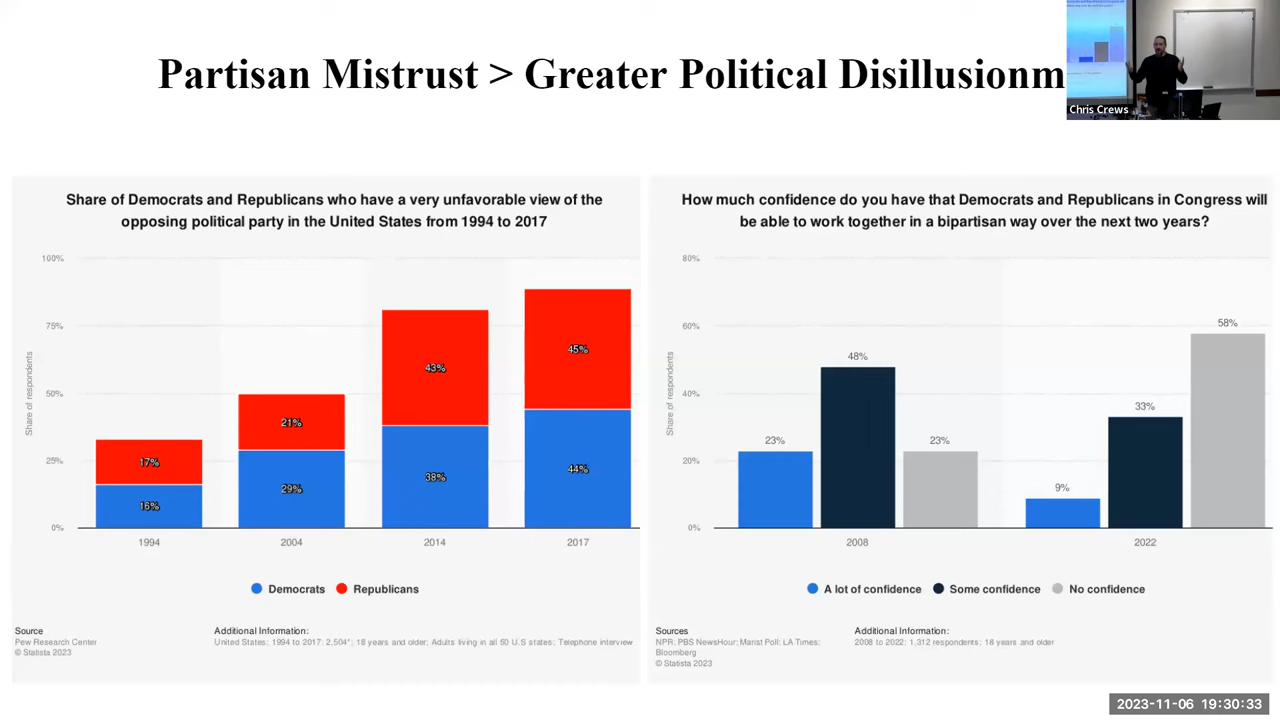 Partisan Mistrust > Greater Political Disillusionm
Chris Crews
Share of Democrats and Republicans who have a very unfavorable view of the
opposing political party in the United States from 1994 to 2017
100%
75%
50%
25%
0%
Share of respondents
17%
16%
21%
29%
43%
38%
45%
44%
1994
2004
2014
2017
Democrats
Republicans
Source
Pew Research Center
© Statista 2023
Additional Information:
United States; 1994 to 2017; 2,504*; 18 years and older; Adults living in all 50 U.S states; Telephone interview
How much confidence do you have that Democrats and Republicans in Congress will
be able to work together in a bipartisan way over the next two years?
80%
60%
40%
20%
0%
Share of respondents
23%
48%
23%
9%
33%
58%
2008
2022
A lot of confidence
Some confidence
No confidence
Sources
NPR; PBS NewsHour; Marist Poll; LA Times;
Bloomberg
© Statista 2023
Additional Information:
2008 to 2022; 1,312 respondents; 18 years and older
2023-11-06 19:30:33